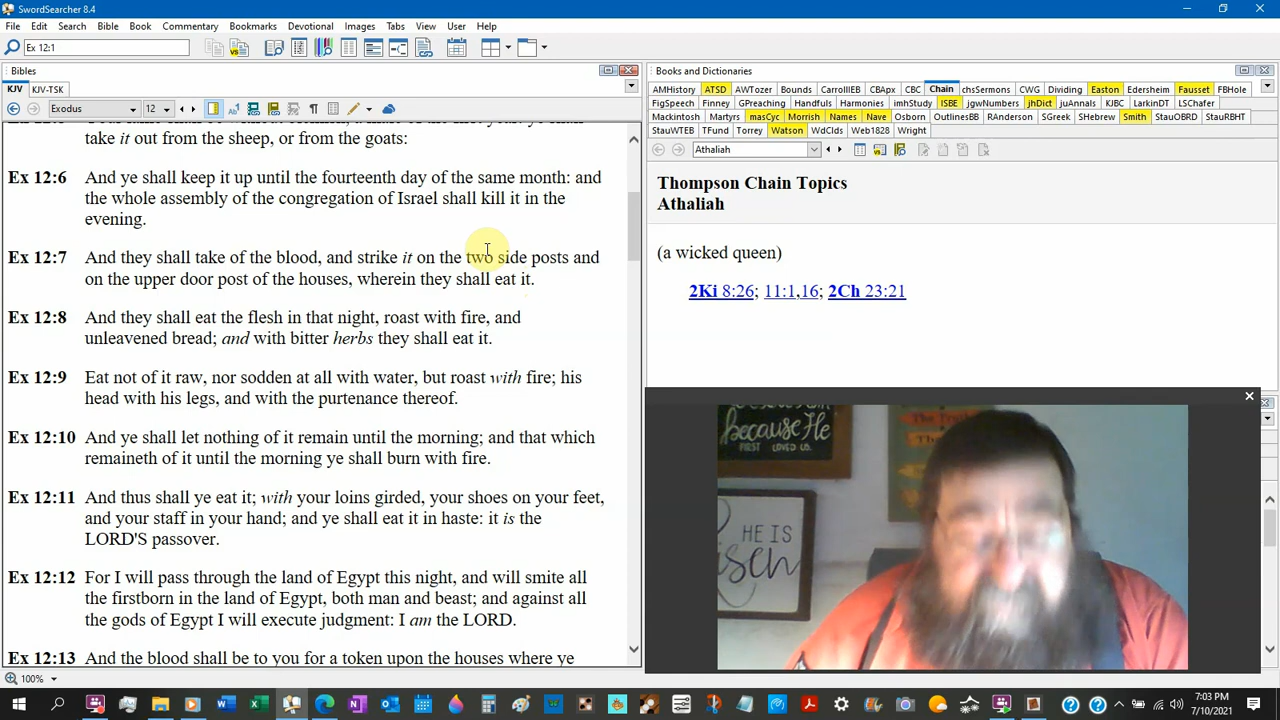 SwordSearcher 8.4
File Edit Search Bible Book Commentary Bookmarks Devotional Images Tabs View User Help
Ex 12:1
Bibles
KJV KJV-TSK
Exodus 12
take it out from the sheep, or from the goats:
Ex 12:6 And ye shall keep it up until the fourteenth day of the same month: and
the whole assembly of the congregation of Israel shall kill it in the
evening.
Ex 12:7 And they shall take of the blood, and strike it on the two side posts and
on the upper door post of the houses, wherein they shall eat it.
Ex 12:8 And they shall eat the flesh in that night, roast with fire, and
unleavened bread; and with bitter herbs they shall eat it.
Ex 12:9 Eat not of it raw, nor sodden at all with water, but roast with fire; his
head with his legs, and with the purtenance thereof.
Ex 12:10 And ye shall let nothing of it remain until the morning; and that which
remaineth of it until the morning ye shall burn with fire.
Ex 12:11 And thus shall ye eat it; with your loins girded, your shoes on your feet,
and your staff in your hand; and ye shall eat it in haste: it is the
LORD'S passover.
Ex 12:12 For I will pass through the land of Egypt this night, and will smite all
the firstborn in the land of Egypt, both man and beast; and against all
the gods of Egypt I will execute judgment: I am the LORD.
Ex 12:13 And the blood shall be to you for a token upon the houses where ye
100%
Books and Dictionaries
AMHistory ATSD AWTozer Bounds CarrollIEB CBApx CBC Chain chsSermons CWG Dividing Easton Edersheim Fausset FBHole
FigSpeech Finney GPreaching Handfuls Harmonies imhStudy ISBE jgwNumbers jhDict juAnnals KJBC LarkinDT LSChafer
Mackintosh Martyrs masCyc Morrish Names Nave Osborn OutlinesBB RAnderson SGreek SHebrew Smith StauOBRD StauRBHT
StauWTEB TFund Torrey Watson WdClds Web1828 Wright
Athaliah
Thompson Chain Topics
Athaliah
(a wicked queen)
2Ki 8:26; 11:1,16; 2Ch 23:21
because He
FIRST LOVED US.
HE IS
Risen
7:03 PM
7/10/2021